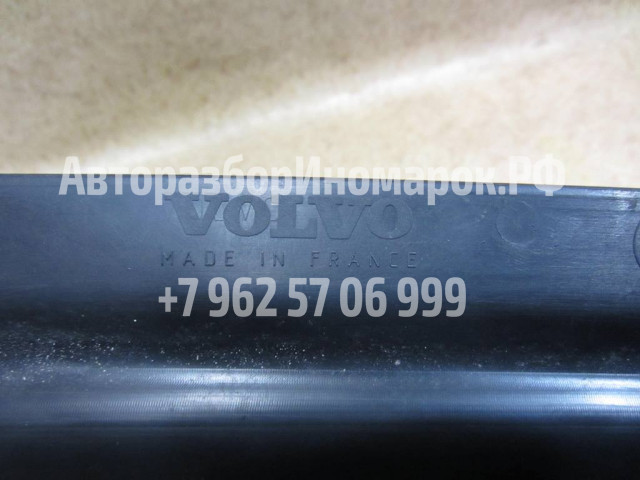 АвторазборИномарок.РФ
VOLVO
MADE IN FRANCE
+7 962 57 06 999